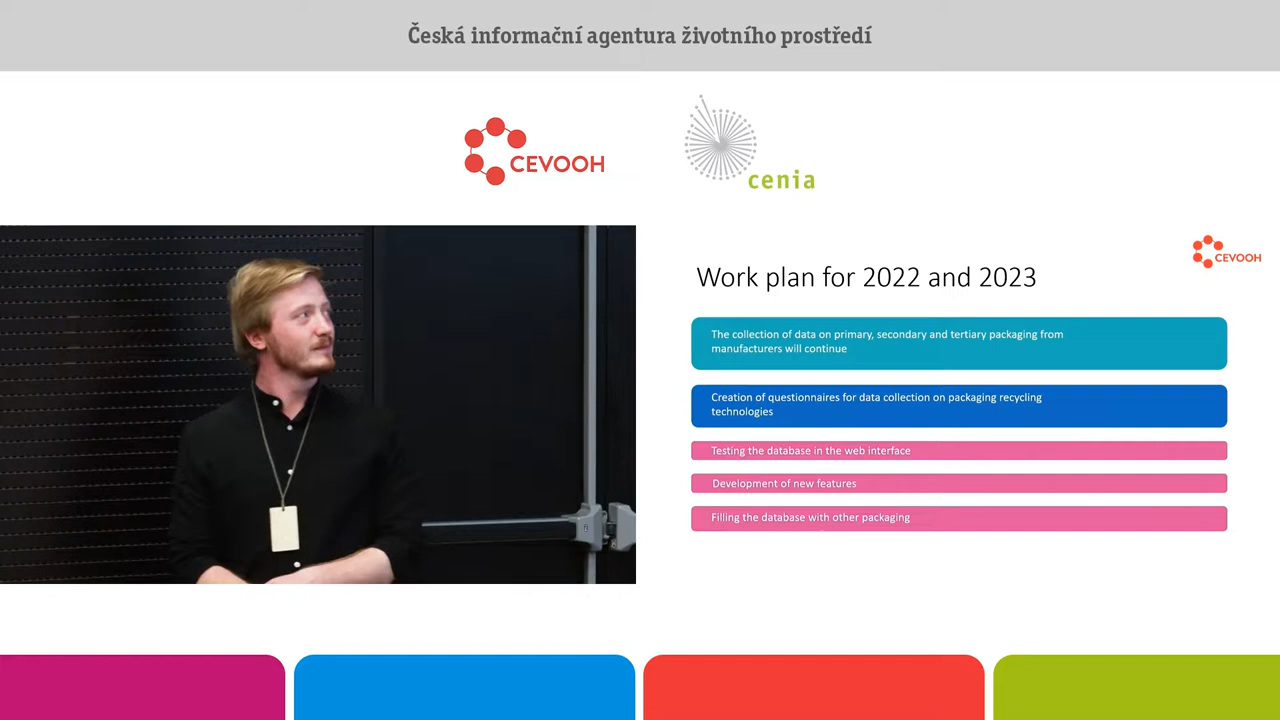 Česká informační agentura životního prostředí
CEVOOH
cenia
CEVOOH
Work plan for 2022 and 2023
The collection of data on primary, secondary and tertiary packaging from
manufacturers will continue
Creation of questionnaires for data collection on packaging recycling
technologies
Testing the database in the web interface
Development of new features
Filling the database with other packaging